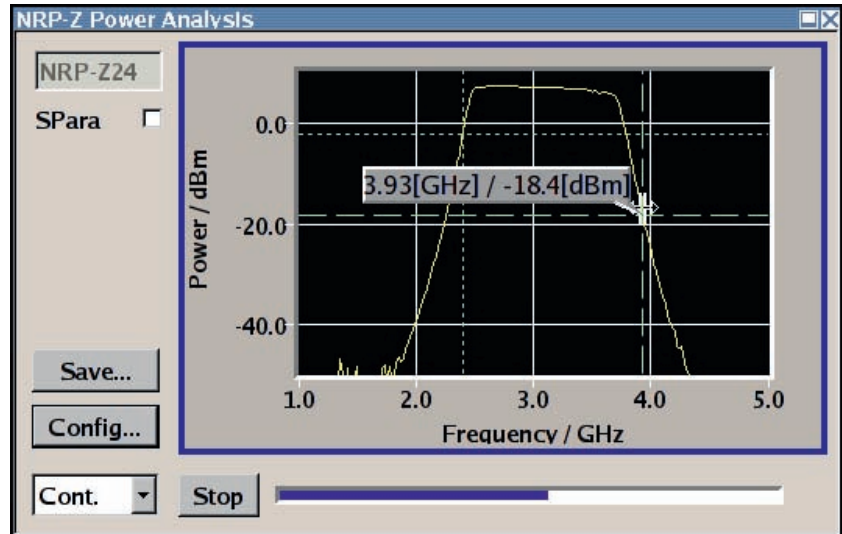 NRP-Z Power Analysis
NRP-Z24
SPara
0.0
3.93[GHz] / -18.4[dBm]
Power / dBm
-20.0
-40.0
1.0 2.0 3.0 4.0 5.0
Frequency / GHz
Save...
Config...
Cont.
Stop